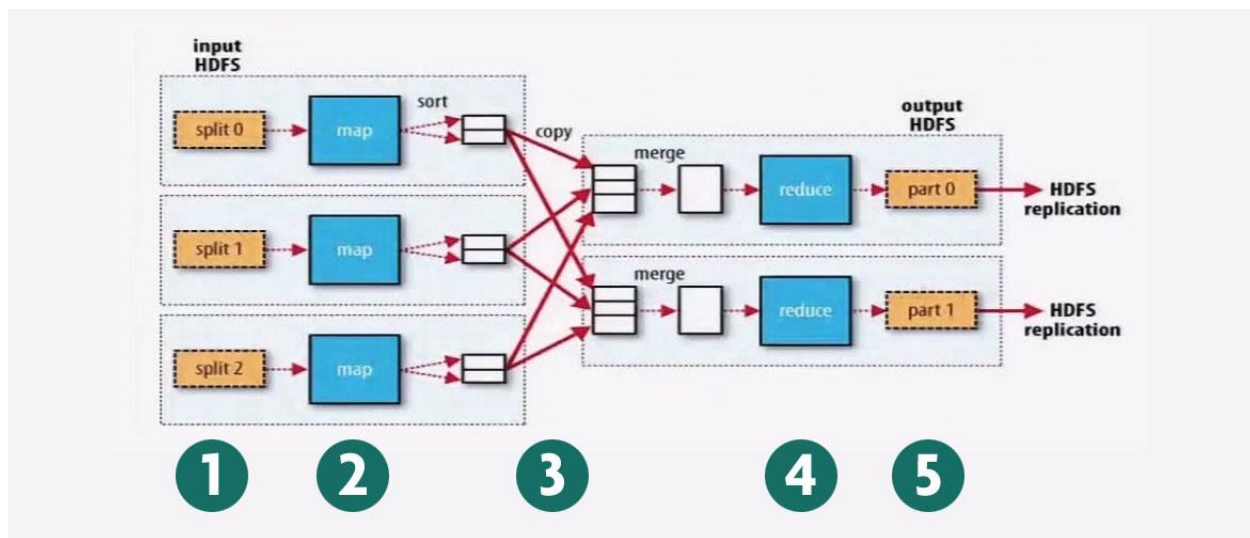 input
HDFS
split 0
map
sort
copy
split 1
map
split 2
map
merge
reduce
output
HDFS
part 0
HDFS
replication
merge
reduce
part 1
HDFS
replication
1
2
3
4
5